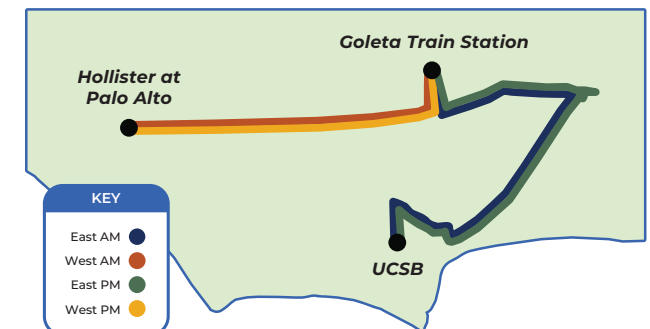 Goleta Train Station
Hollister at
Palo Alto
UCSB
KEY
East AM
West AM
East PM
West PM